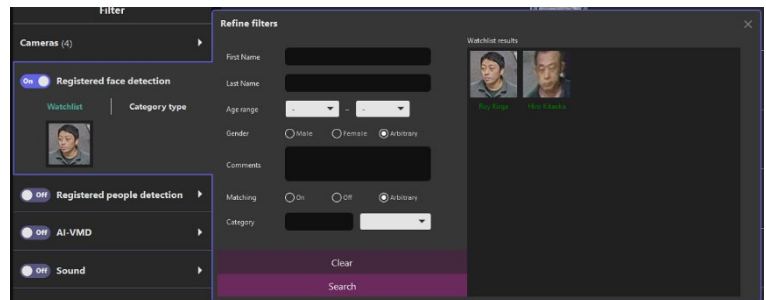 Filter
Refine filters
Cameras (4)
Watchlist results
First Name
On
Registered face detection
Last Name
Watchlist
Category type
Age range
-
-
-
Gender
Male
Female
Arbitrary
Comments
Off
Registered people detection
Matching
On
Off
Arbitrary
Category
Off
AI-VMD
Clear
Off
Sound
Search